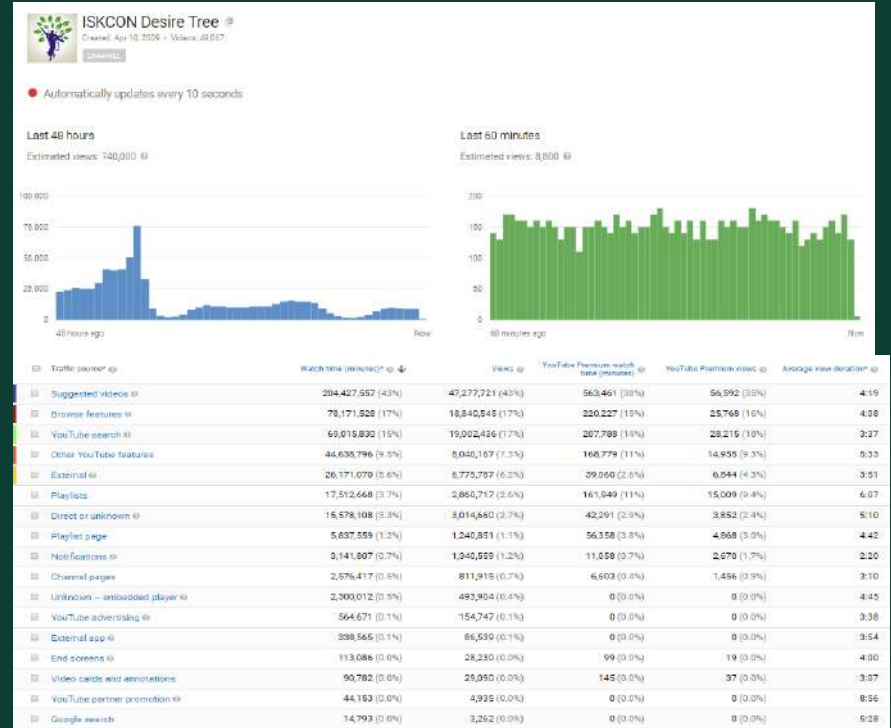 ISKCON Desire Tree
Created: Apr 10, 2009 • Videos: 49,067
CHANNEL
Automatically updates every 10 seconds
Last 48 hours
Estimated views: 740,000
100,000
75,000
50,000
25,000
0
48 hours ago
Now
Last 60 minutes
Estimated views: 8,800
200
150
100
50
0
60 minutes ago
Now
Traffic source Watch time (minutes)* Views YouTube Premium watch time (minutes) YouTube Premium views Average view duration*
Suggested videos 204,427,557 (43%) 47,277,721 (43%) 563,461 (38%) 56,592 (35%) 4:19
Browse features 78,171,528 (17%) 18,840,545 (17%) 220,227 (15%) 25,768 (16%) 4:08
YouTube search 69,015,830 (15%) 19,002,436 (17%) 207,788 (14%) 28,215 (18%) 3:37
Other YouTube features 44,638,796 (9.5%) 8,040,167 (7.3%) 168,779 (11%) 14,955 (9.3%) 5:33
External 26,171,070 (5.6%) 6,775,787 (6.2%) 39,060 (2.6%) 6,844 (4.3%) 3:51
Playlists 17,512,668 (3.7%) 2,860,717 (2.6%) 161,949 (11%) 15,009 (9.4%) 6:07
Direct or unknown 15,578,108 (3.3%) 3,014,660 (2.7%) 42,291 (2.9%) 3,852 (2.4%) 5:10
Playlist page 5,837,559 (1.2%) 1,240,851 (1.1%) 56,358 (3.8%) 4,868 (3.0%) 4:42
Notifications 3,141,807 (0.7%) 1,340,559 (1.2%) 11,058 (0.7%) 2,670 (1.7%) 2:20
Channel pages 2,576,417 (0.5%) 811,915 (0.7%) 6,603 (0.4%) 1,456 (0.9%) 3:10
Unknown – embedded player 2,300,012 (0.5%) 493,904 (0.4%) 0 (0.0%) 0 (0.0%) 4:45
YouTube advertising 564,671 (0.1%) 154,747 (0.1%) 0 (0.0%) 0 (0.0%) 3:38
External app 338,565 (0.1%) 86,539 (0.1%) 0 (0.0%) 0 (0.0%) 3:54
End screens 113,086 (0.0%) 28,230 (0.0%) 99 (0.0%) 19 (0.0%) 4:00
Video cards and annotations 90,782 (0.0%) 29,090 (0.0%) 145 (0.0%) 37 (0.0%) 3:07
YouTube partner promotion 44,153 (0.0%) 4,935 (0.0%) 0 (0.0%) 0 (0.0%) 8:56
Google search 14,793 (0.0%) 3,262 (0.0%) 0 (0.0%) 0 (0.0%) 5:28